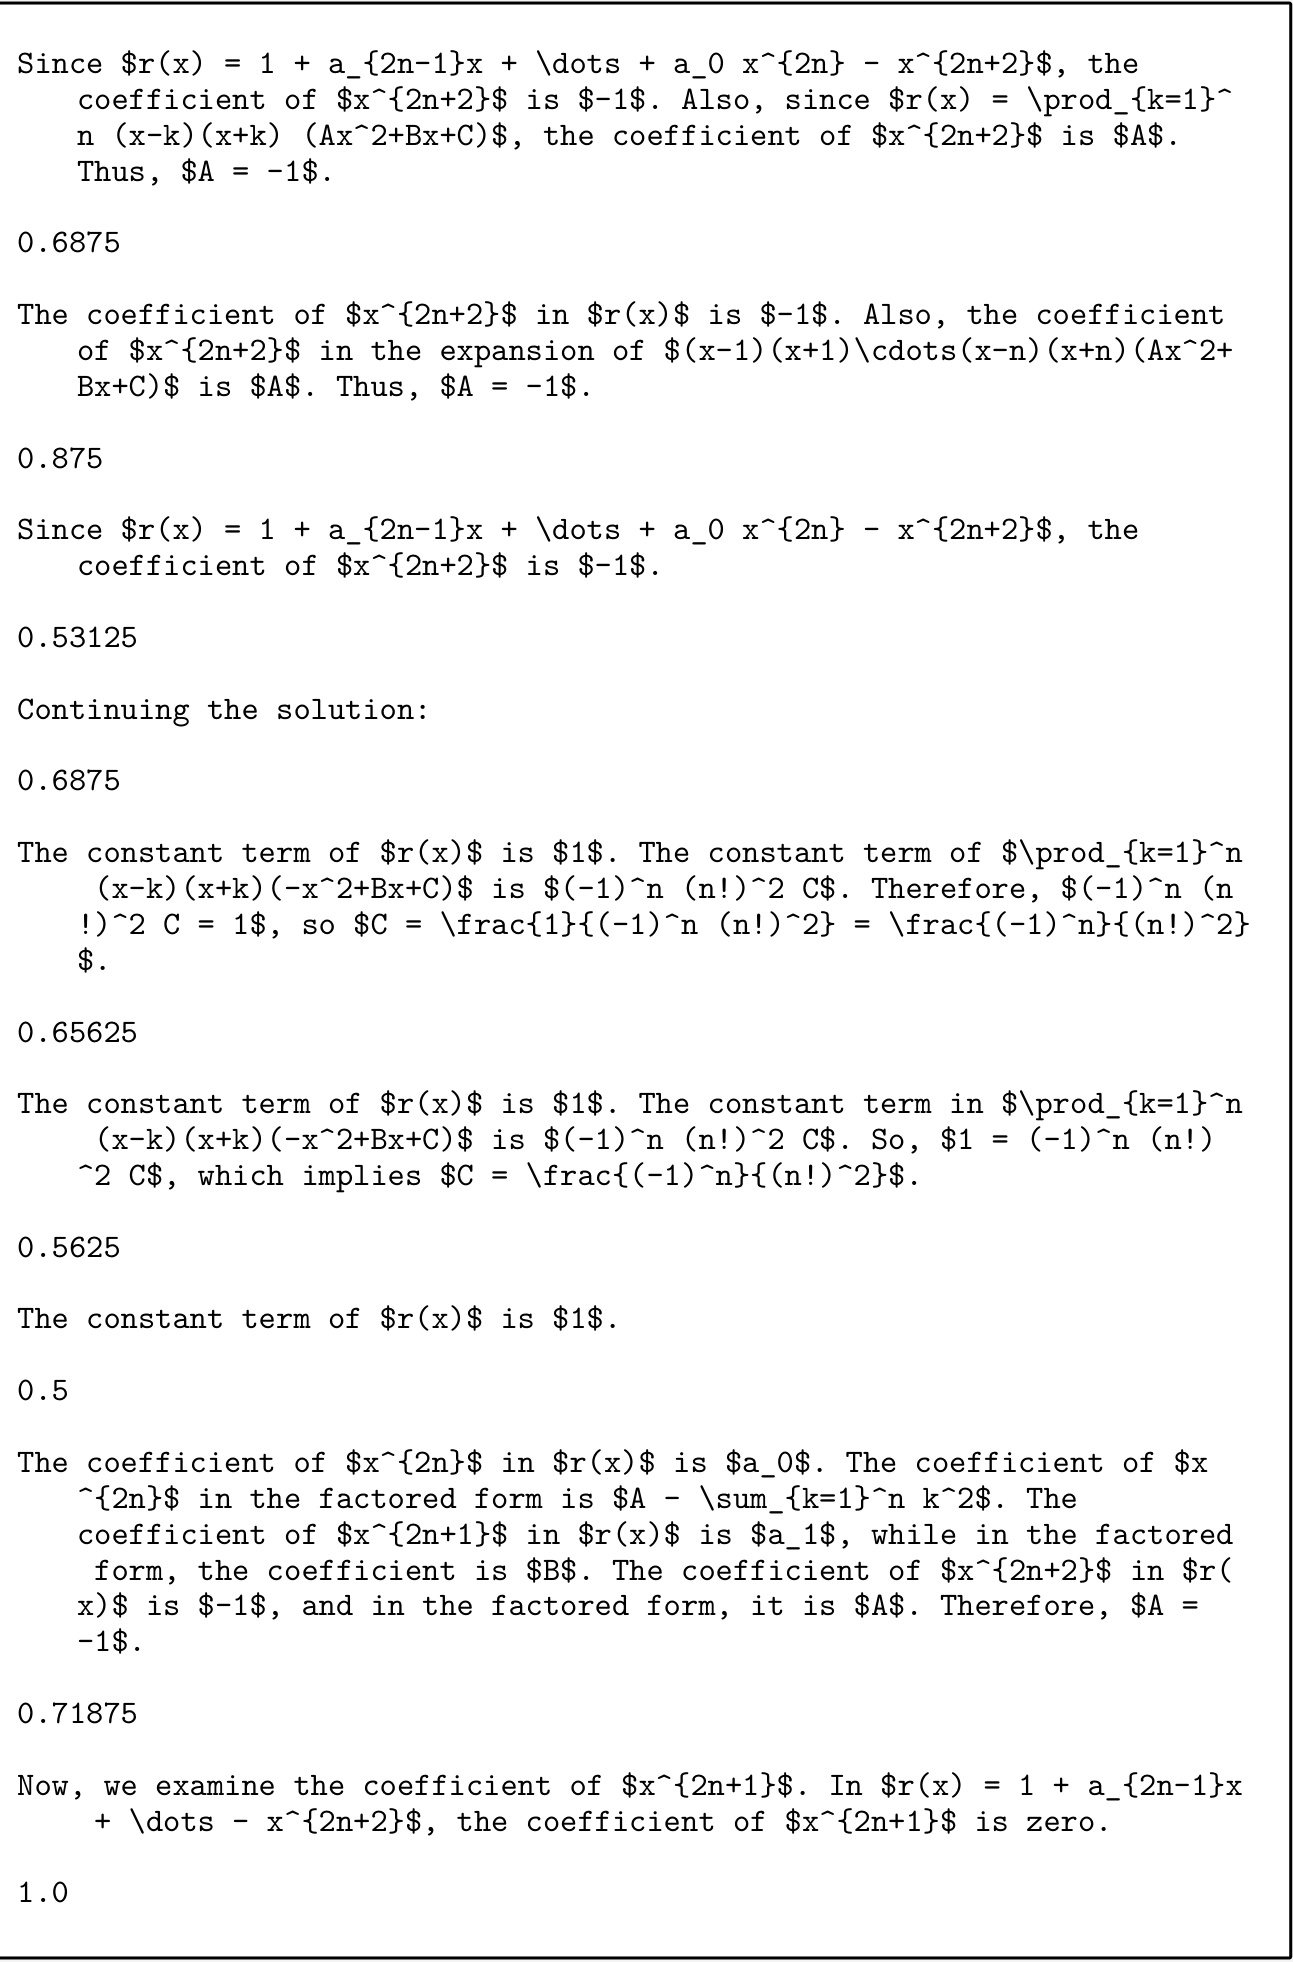 Since $r(x) = 1 + a_{2n-1}x + \dots + a_0 x^{2n} - x^{2n+2}$, the
coefficient of $x^{2n+2}$ is $-1$. Also, since $r(x) = \prod_{k=1}^
n (x-k)(x+k) (Ax^2+Bx+C)$, the coefficient of $x^{2n+2}$ is $A$.
Thus, $A = -1$.
0.6875
The coefficient of $x^{2n+2}$ in $r(x)$ is $-1$. Also, the coefficient
of $x^{2n+2}$ in the expansion of $(x-1)(x+1)\cdots(x-n)(x+n)(Ax^2+
Bx+C)$ is $A$. Thus, $A = -1$.
0.875
Since $r(x) = 1 + a_{2n-1}x + \dots + a_0 x^{2n} - x^{2n+2}$, the
coefficient of $x^{2n+2}$ is $-1$.
0.53125
Continuing the solution:
0.6875
The constant term of $r(x)$ is $1$. The constant term of $\prod_{k=1}^n
(x-k)(x+k)(-x^2+Bx+C)$ is $(-1)^n (n!)^2 C$. Therefore, $(-1)^n (n
!)^2 C = 1$, so $C = \frac{1}{(-1)^n (n!)^2} = \frac{(-1)^n}{(n!)^2}
$.
0.65625
The constant term of $r(x)$ is $1$. The constant term in $\prod_{k=1}^n
(x-k)(x+k)(-x^2+Bx+C)$ is $(-1)^n (n!)^2 C$. So, $1 = (-1)^n (n!)
^2 C$, which implies $C = \frac{(-1)^n}{(n!)^2}$.
0.5625
The constant term of $r(x)$ is $1$.
0.5
The coefficient of $x^{2n}$ in $r(x)$ is $a_0$. The coefficient of $x
^{2n}$ in the factored form is $A - \sum_{k=1}^n k^2$. The
coefficient of $x^{2n+1}$ in $r(x)$ is $a_1$, while in the factored
form, the coefficient is $B$. The coefficient of $x^{2n+2}$ in $r(
x)$ is $-1$, and in the factored form, it is $A$. Therefore, $A =
-1$.
0.71875
Now, we examine the coefficient of $x^{2n+1}$. In $r(x) = 1 + a_{2n-1}x
+ \dots - x^{2n+2}$, the coefficient of $x^{2n+1}$ is zero.
1.0